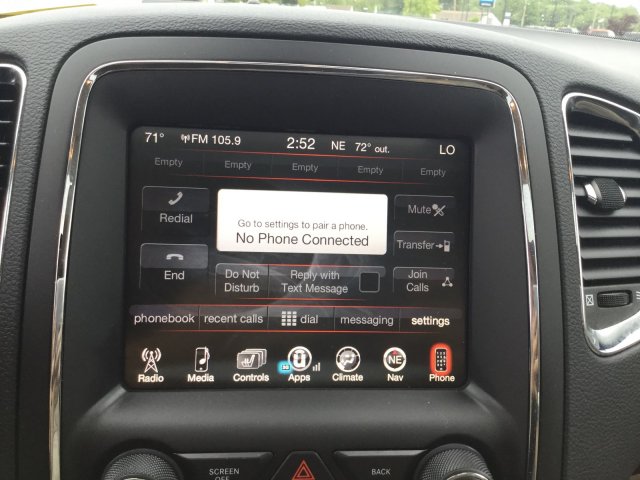 71° FM 105.9 2:52 NE 72° out. LO
Empty Empty Empty Empty Empty
Redial
Go to settings to pair a phone.
No Phone Connected
Mute
Transfer
End
Do Not
Disturb
Reply with
Text Message
Join
Calls
phonebook recent calls dial messaging settings
NE
Radio Media Controls Apps Climate Nav Phone
SCREEN
OFF
BACK